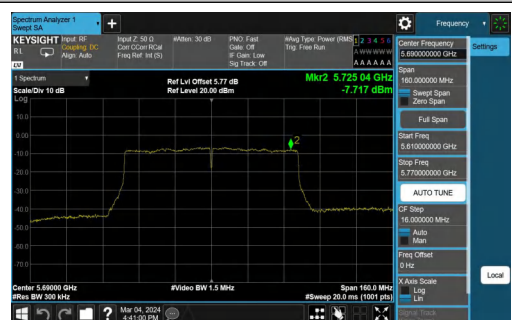 Spectrum Analyzer 1
Swept SA
Frequency
KEYSIGHT
RL
Input: RF
Coupling: DC
Align: Auto
Input Z: 50 Ω
Corr CCorr RCal
Freq Ref: Int (S)
#Atten: 30 dB
PNO: Fast
Gate: Off
IF Gain: Low
Sig Track: Off
#Avg Type: Power (RMS
Trig: Free Run
1 2 3 4 5 6
A W W W W W
A A A A A A
LVI
1 Spectrum
Scale/Div 10 dB
Ref Lvl Offset 5.77 dB
Ref Level 20.00 dBm
Mkr2 5.725 04 GHz
-7.717 dBm
Log
10.0
0.00
-10.0
-20.0
-30.0
-40.0
-50.0
-60.0
-70.0
2
Center 5.69000 GHz
#Res BW 300 kHz
#Video BW 1.5 MHz
Span 160.0 MHz
#Sweep 20.0 ms (1001 pts)
Center Frequency
5.690000000 GHz
Settings
Span
160.000000 MHz
Swept Span
Zero Span
Full Span
Start Freq
5.610000000 GHz
Stop Freq
5.770000000 GHz
AUTO TUNE
CF Step
16.000000 MHz
Auto
Man
Freq Offset
0 Hz
X Axis Scale
Log
Lin
Local
Signal Track
Mar 04, 2024
4:41:00 PM